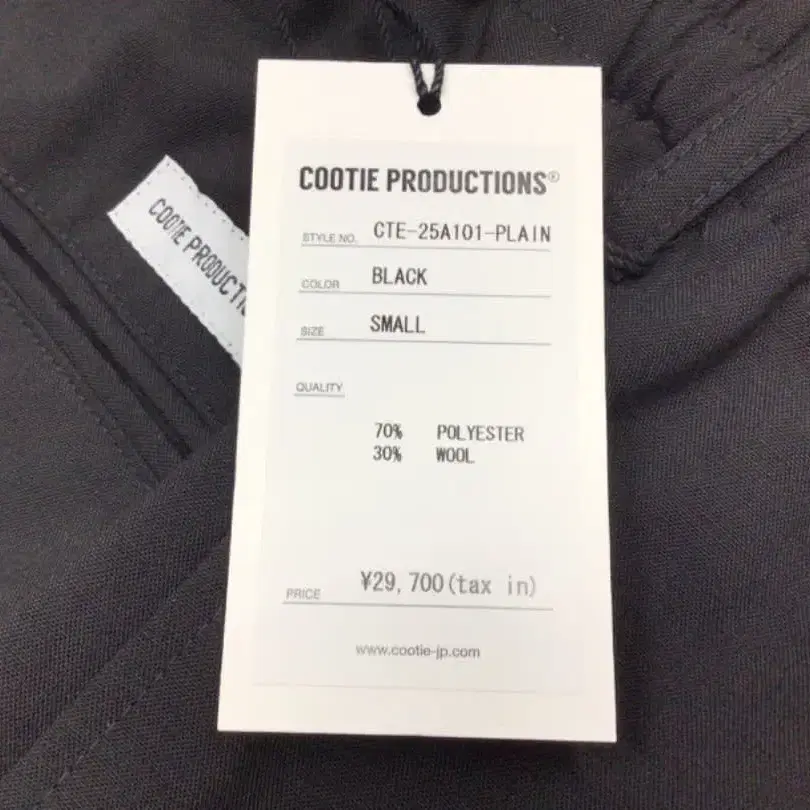 COOTIE PRODUCTIONS®
STYLE NO. CTE-25A101-PLAIN
COLOR BLACK
SIZE SMALL
QUALITY
70% POLYESTER
30% WOOL
PRICE ¥29,700(tax in)
www.cootie-jp.com
COOTIE